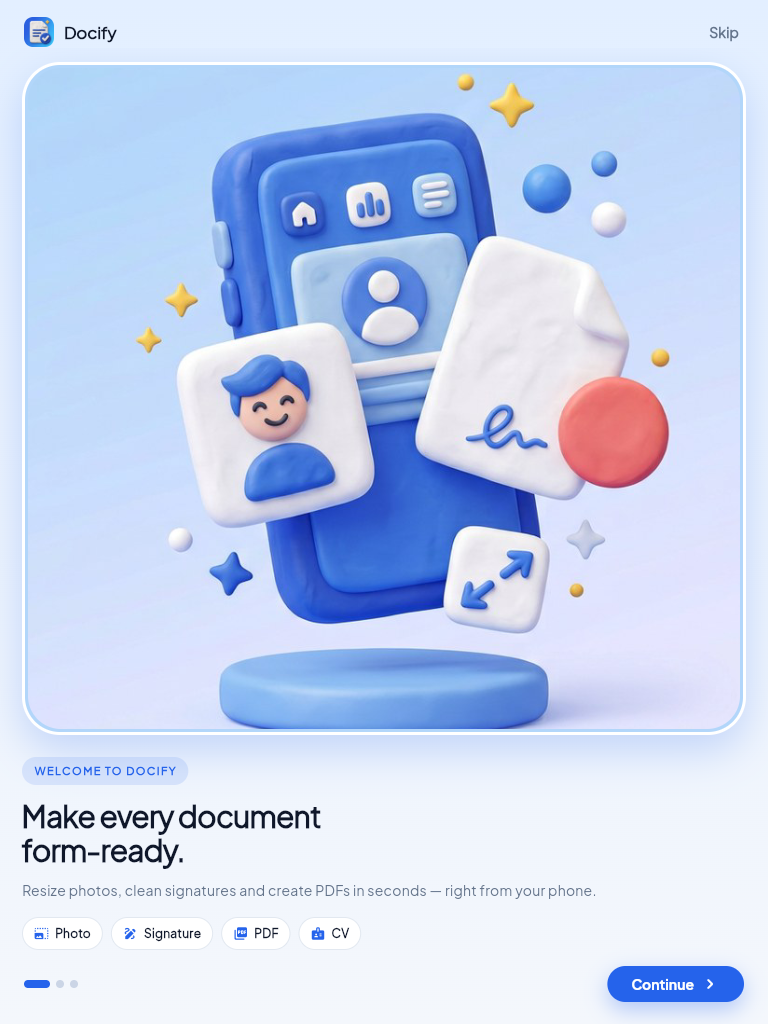 Docify
Skip
WELCOME TO DOCIFY
Make every document
form-ready.
Resize photos, clean signatures and create PDFs in seconds — right from your phone.
Photo
Signature
PDF
CV
Continue